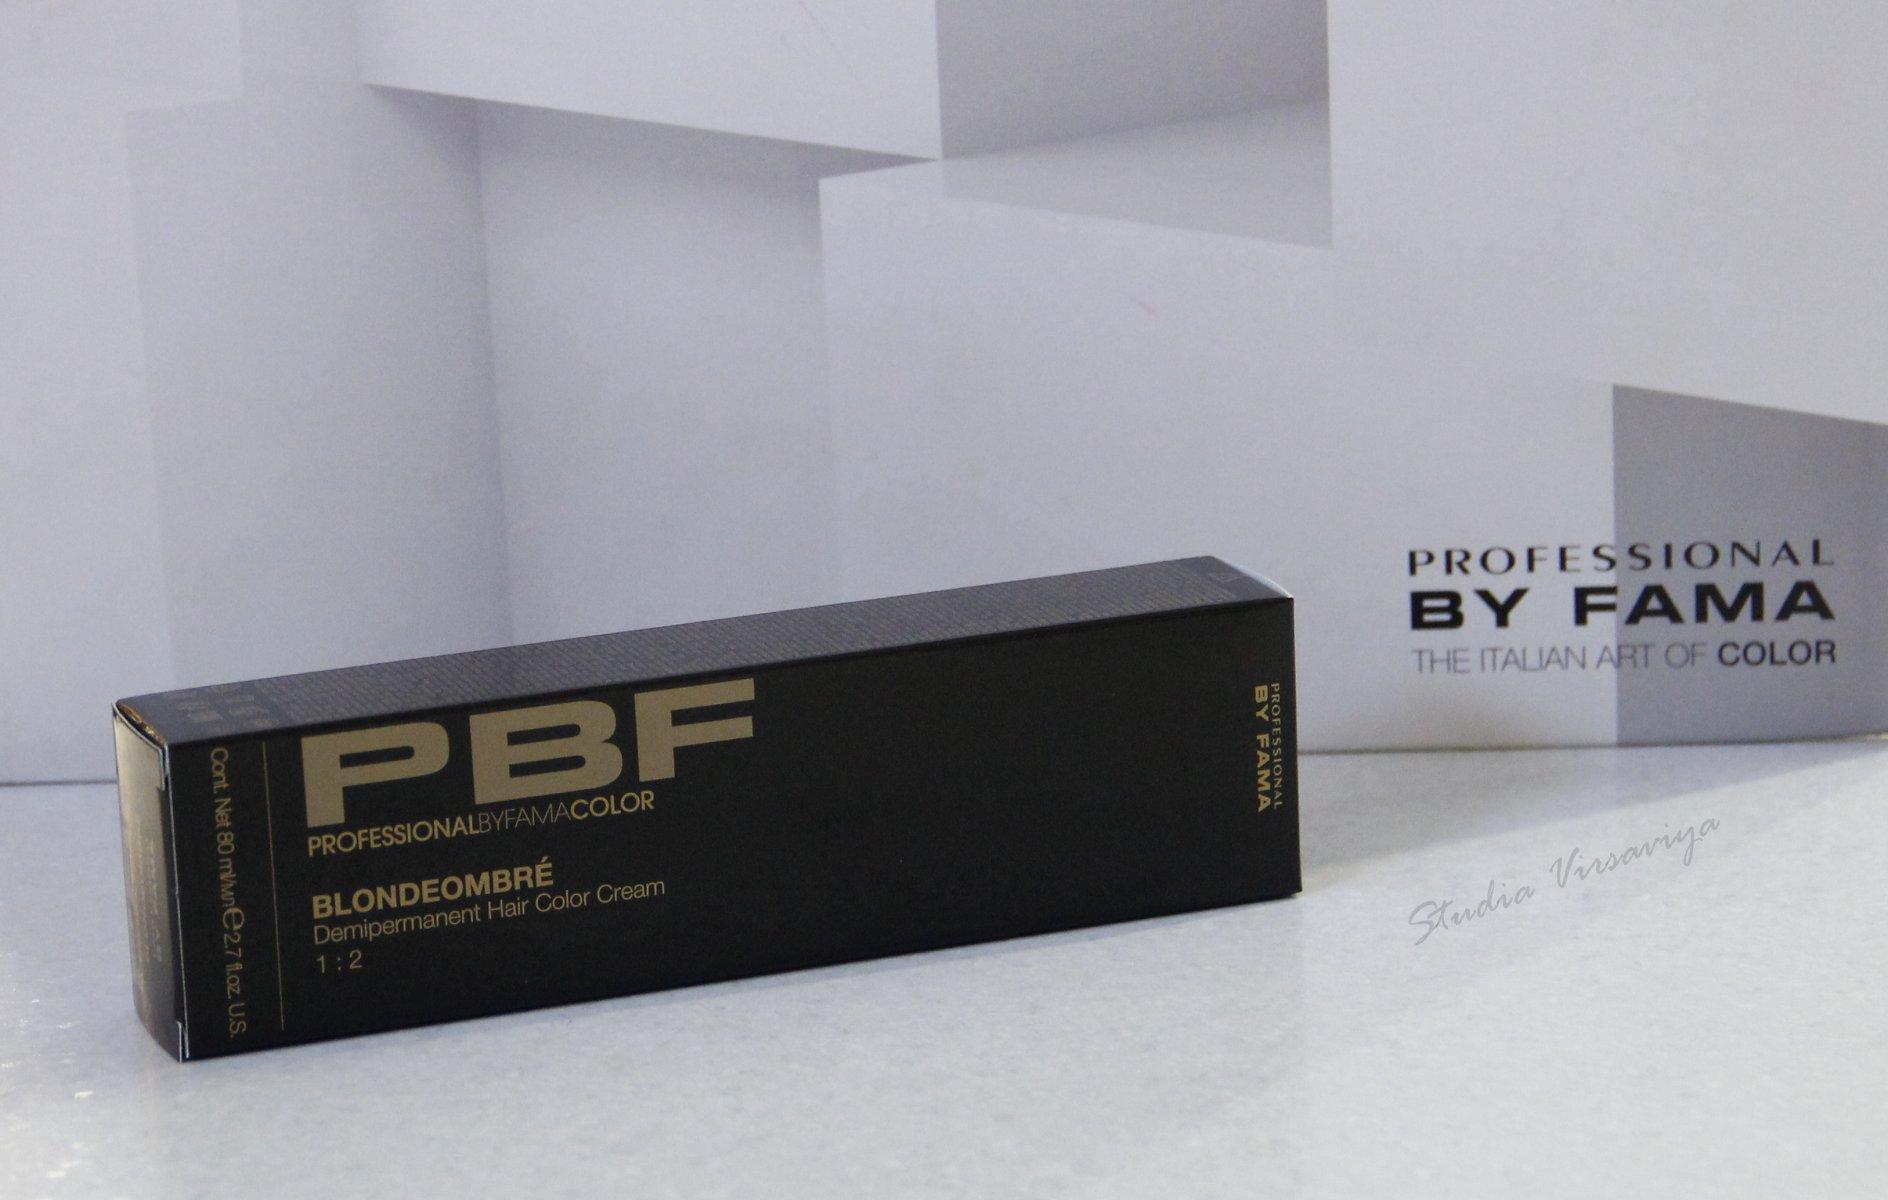 PROFESSIONAL
BY FAMA
THE ITALIAN ART OF COLOR
PBF
PROFESSIONALBYFAMACOLOR
BLONDEOMBRÉ
Demipermanent Hair Color Cream
1 : 2
Cont. Net 80 ml/мл e 2.7 fl.oz. U.S.
PROFESSIONAL
BY FAMA
Studia Virsaviya